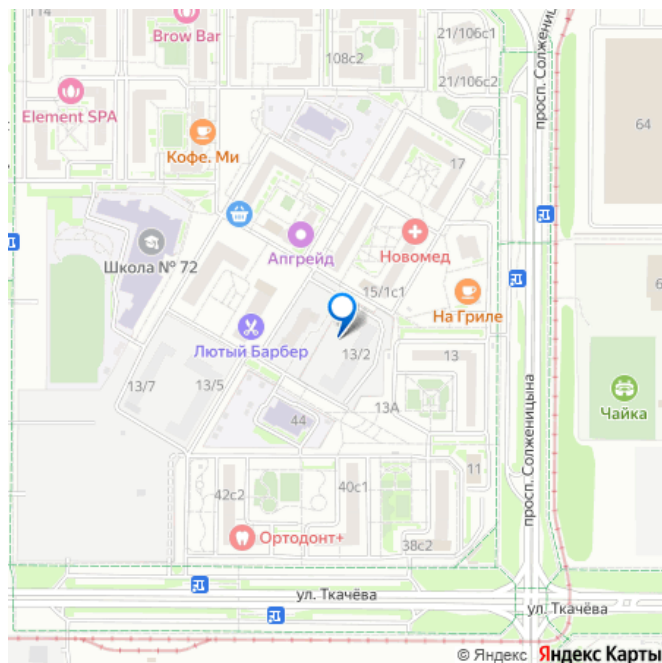 114
Brow Bar
108с2
21/106с1
21/106с2
просп. Солженицы
Element SPA
Кофе. Ми
64
17
Школа № 72
Апгрейд
Новомед
15/1с1
На Гриле
Лютый Барбер
13/2
13
13/7
13/5
13А
Чайка
просп. Солженицына
44
11
42с2
40с1
Ортодонт+
38с2
ул. Ткачёва
ул. Ткачёва
© Яндекс Яндекс Карты